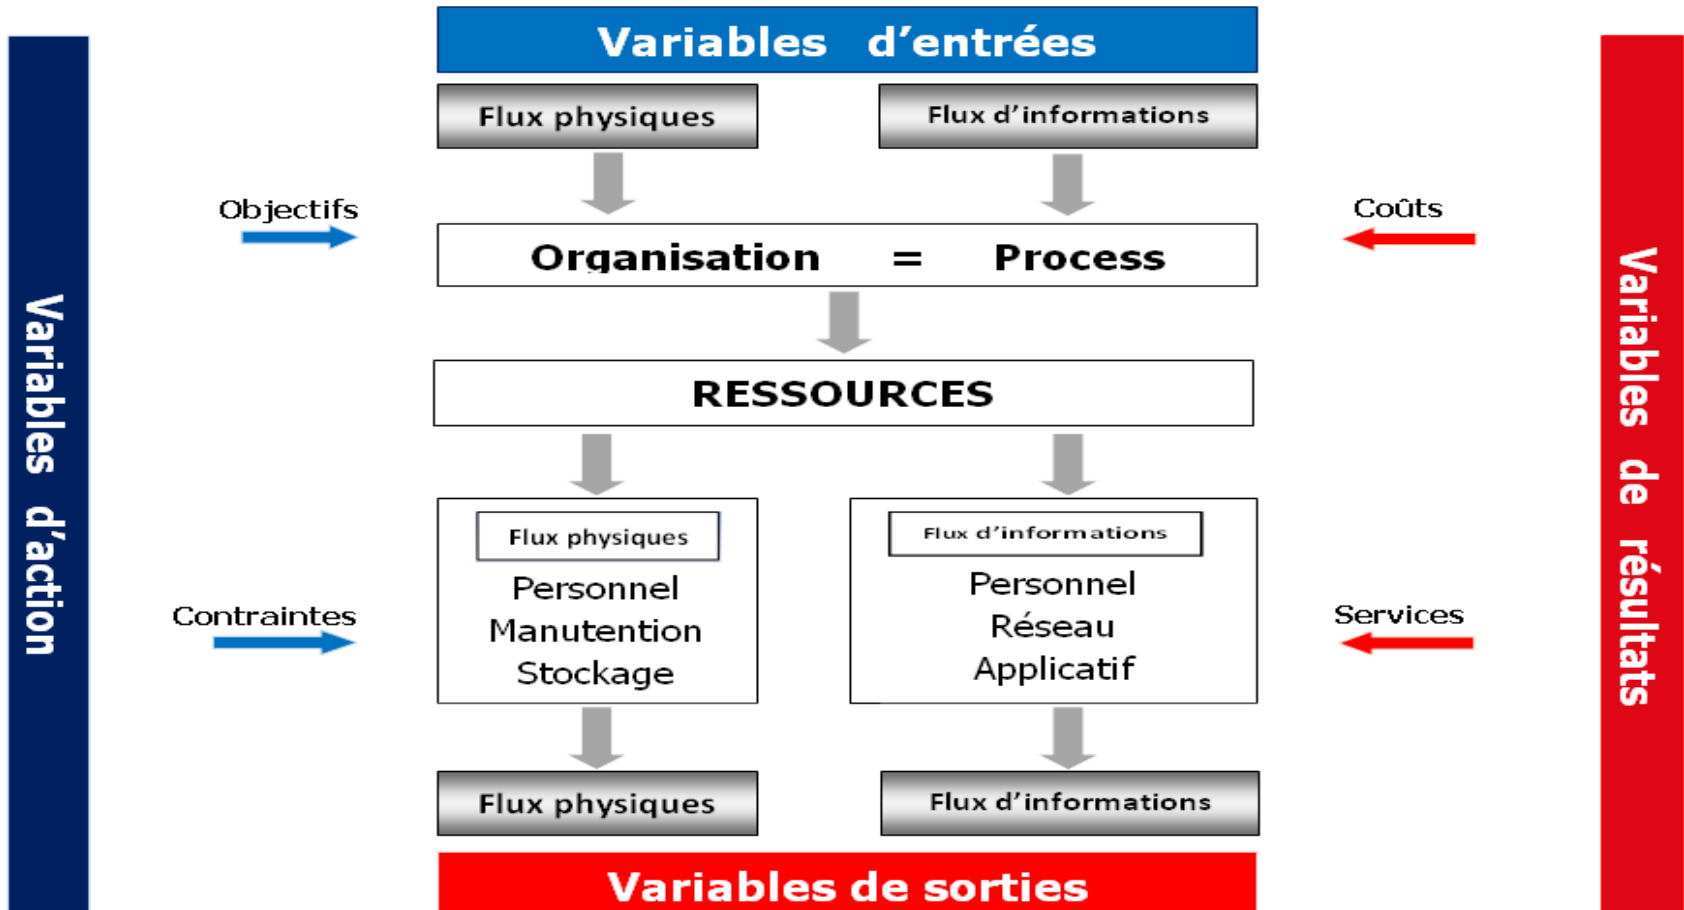 Variables d’entrées
Flux physiques
Flux d’informations
Objectifs
Coûts
Organisation = Process
RESSOURCES
Flux physiques
Personnel
Manutention
Stockage
Flux d’informations
Personnel
Réseau
Applicatif
Contraintes
Services
Flux physiques
Flux d’informations
Variables de sorties
Variables d’action
Variables de résultats